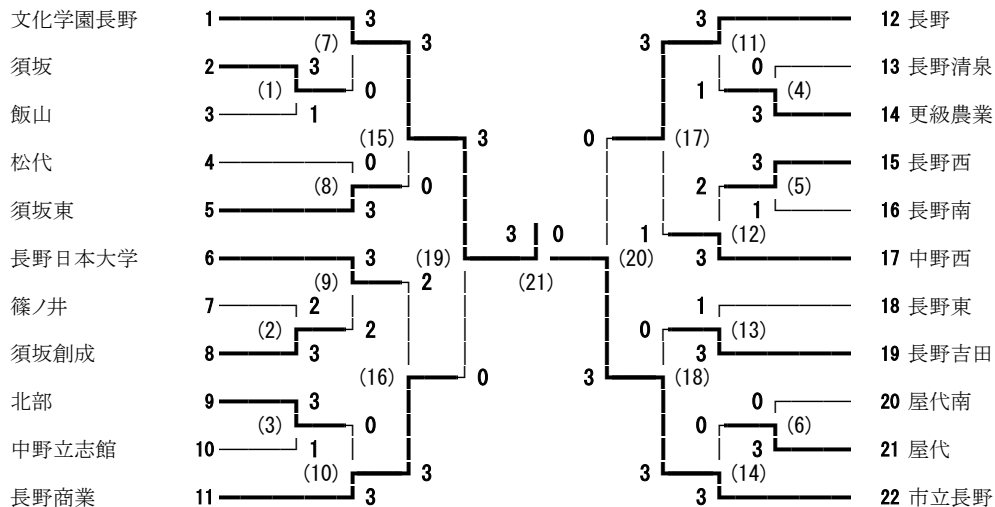 文化学園長野 1 3 3 12 長野
(7) 3 3 (11)
須坂 2 3 0 13 長野清泉
(1) 0 1 (4)
飯山 3 1 3 14 更級農業
(15) 3 0 (17)
松代 4 0 3 15 長野西
(8) 0 2 (5)
須坂東 5 3 1 16 長野南
3 0 1 (12)
長野日本大学 6 3 (19) (20) 3 17 中野西
(9) 2 (21)
篠ノ井 7 2 1 18 長野東
(2) 2 0 (13)
須坂創成 8 3 3 19 長野吉田
(16) 0 3 (18)
北部 9 3 0 20 屋代南
(3) 0 0 (6)
中野立志館 10 1 3 21 屋代
(10) 3 3 (14)
長野商業 11 3 3 22 市立長野